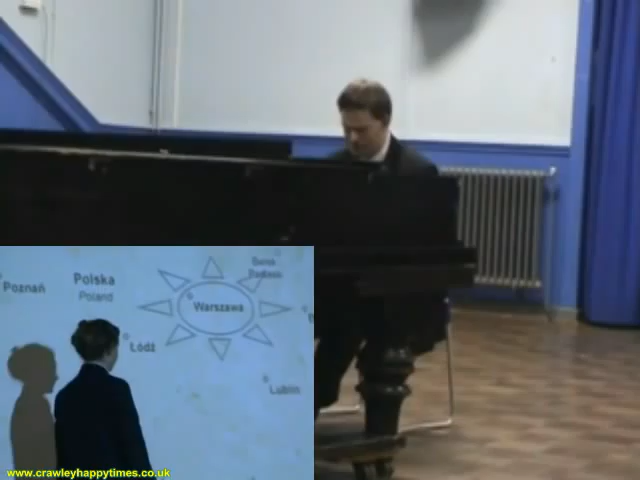 Poznań
Polska
Poland
Warszawa
Łódź
Lublin
www.crawleyhappytimes.co.uk